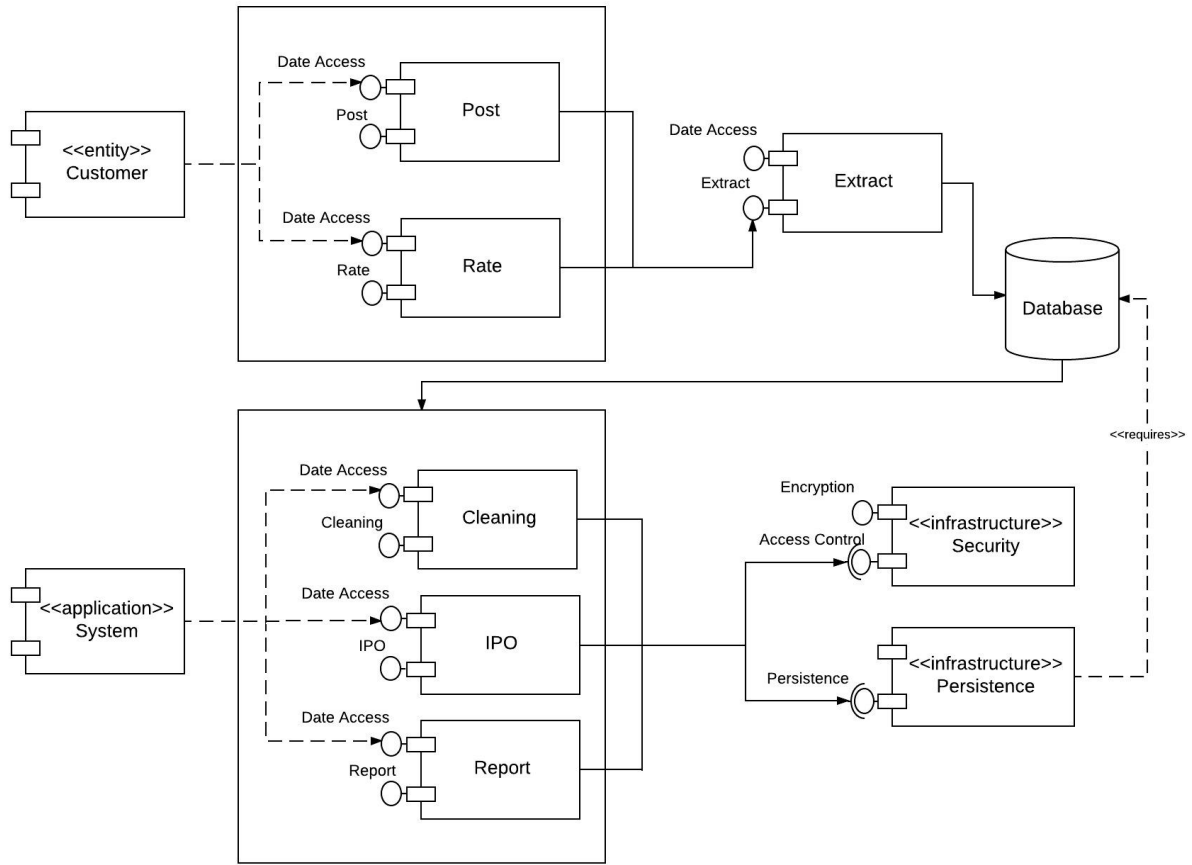 Date Access
Post
Post
<<entity>>
Customer
Date Access
Rate
Rate
Date Access
Extract
Extract
Database
<<requires>>
Date Access
Cleaning
Cleaning
<<application>>
System
Date Access
IPO
IPO
Date Access
Report
Report
Encryption
<<infrastructure>>
Security
Access Control
<<infrastructure>>
Persistence
Persistence